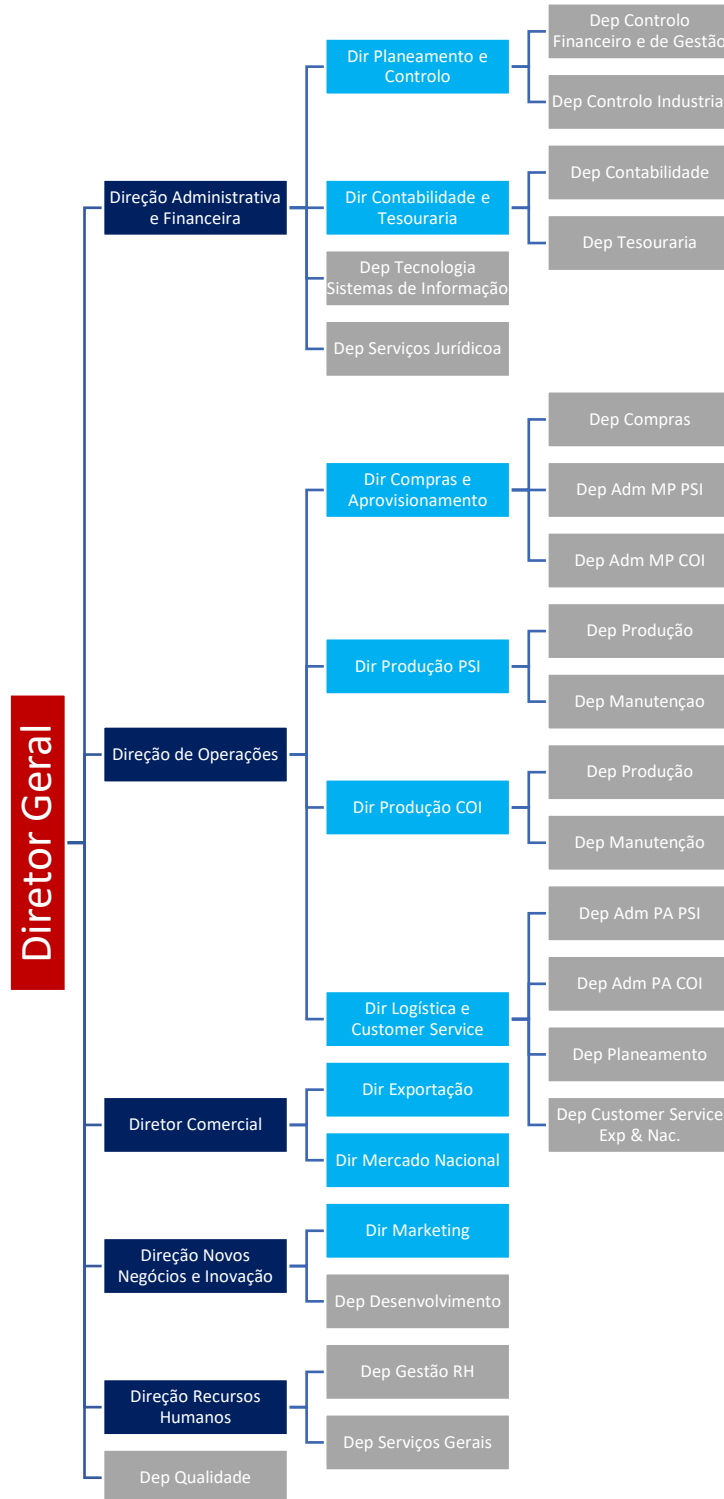 Diretor Geral
Direção Administrativa
e Financeira
Dir Planeamento e
Controlo
Dep Controlo
Financeiro e de Gestão
Dep Controlo Industria
Dir Contabilidade e
Tesouraria
Dep Contabilidade
Dep Tesouraria
Dep Tecnologia
Sistemas de Informação
Dep Serviços Jurídicoa
Direção de Operações
Dir Compras e
Aprovisionamento
Dep Compras
Dep Adm MP PSI
Dep Adm MP COI
Dir Produção PSI
Dep Produção
Dep Manutençao
Dir Produção COI
Dep Produção
Dep Manutenção
Dir Logística e
Customer Service
Dep Adm PA PSI
Dep Adm PA COI
Dep Planeamento
Dep Customer Service
Exp & Nac.
Diretor Comercial
Dir Exportação
Dir Mercado Nacional
Direção Novos
Negócios e Inovação
Dir Marketing
Dep Desenvolvimento
Direção Recursos
Humanos
Dep Gestão RH
Dep Serviços Gerais
Dep Qualidade